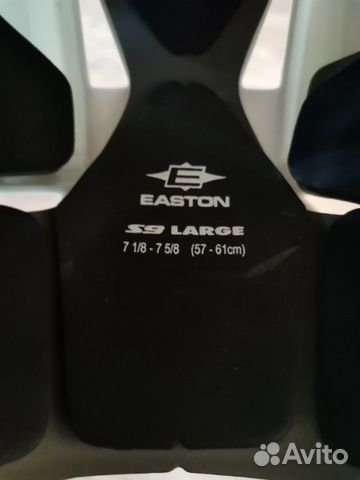 E
EASTON
S9 LARGE
7 1/8 - 7 5/8 (57 - 61cm)
Avito